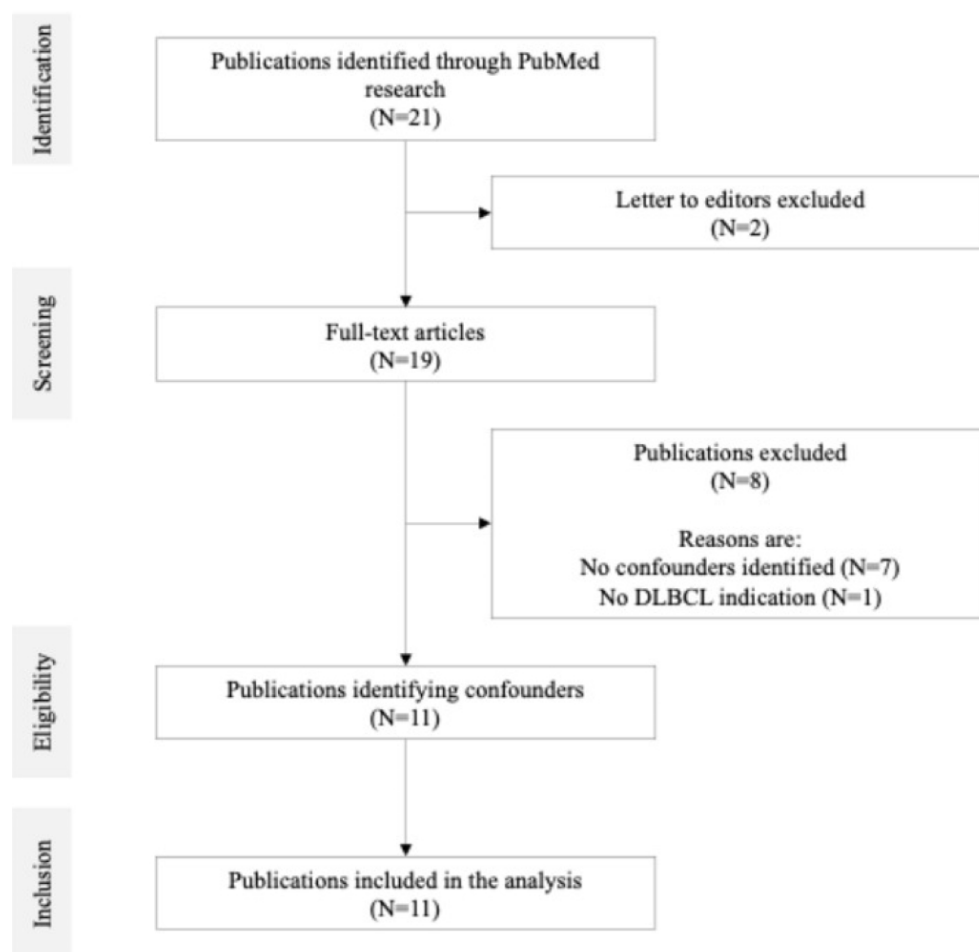 Identification
Publications identified through PubMed
research
(N=21)
Letter to editors excluded
(N=2)
Screening
Full-text articles
(N=19)
Publications excluded
(N=8)
Reasons are:
No confounders identified (N=7)
No DLBCL indication (N=1)
Eligibility
Publications identifying confounders
(N=11)
Inclusion
Publications included in the analysis
(N=11)